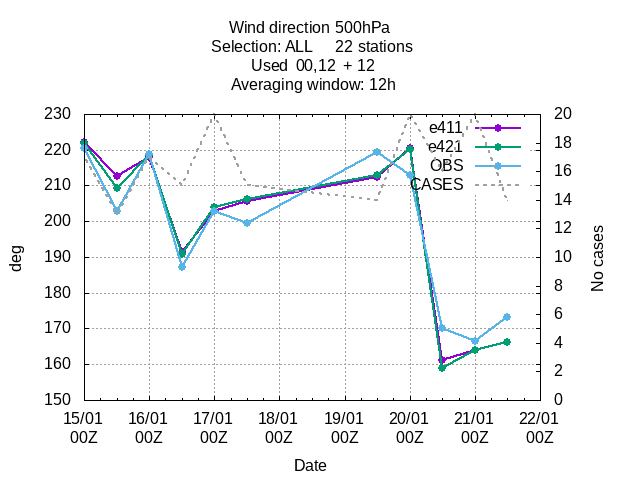 Wind direction 500hPa
Selection: ALL     22 stations
Used  00,12  + 12
Averaging window: 12h
230
220
210
200
190
180
170
160
150
deg
20
18
16
14
12
10
8
6
4
2
0
No cases
e411
e421
OBS
CASES
15/01 16/01 17/01 18/01 19/01 20/01 21/01 22/01
00Z 00Z 00Z 00Z 00Z 00Z 00Z 00Z
Date